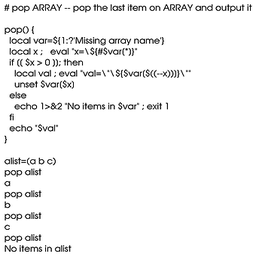 # pop ARRAY -- pop the last item on ARRAY and output it
pop() {
local var=${1:?'Missing array name'}
local x ;   eval "x=\${#$var[*]}"
if [[ $x > 0 ]]; then
local val ; eval "val=\"\${$var[$((--x))]}\""
unset $var[$x]
else
echo 1>&2 "No items in $var" ; exit 1
fi
echo "$val"
}
alist=(a b c)
pop alist
a
pop alist
b
pop alist
c
pop alist
No items in alist